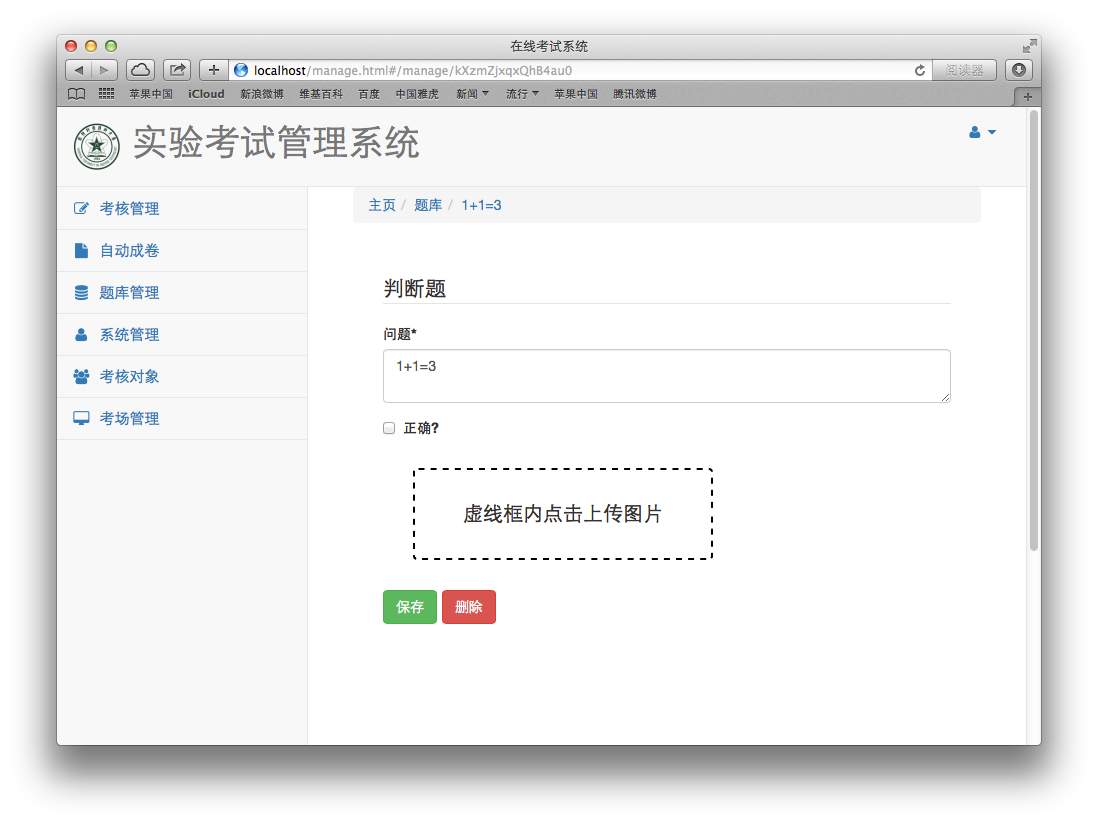 在线考试系统
localhost/manage.html#/manage/kXzmZjxqxQhB4au0
阅读器
苹果中国 iCloud 新浪微博 维基百科 百度 中国雅虎 新闻 流行 苹果中国 腾讯微博
实验考试管理系统
主页 / 题库 / 1+1=3
考核管理
自动成卷
题库管理
系统管理
考核对象
考场管理
判断题
问题*
1+1=3
正确?
虚线框内点击上传图片
保存 删除